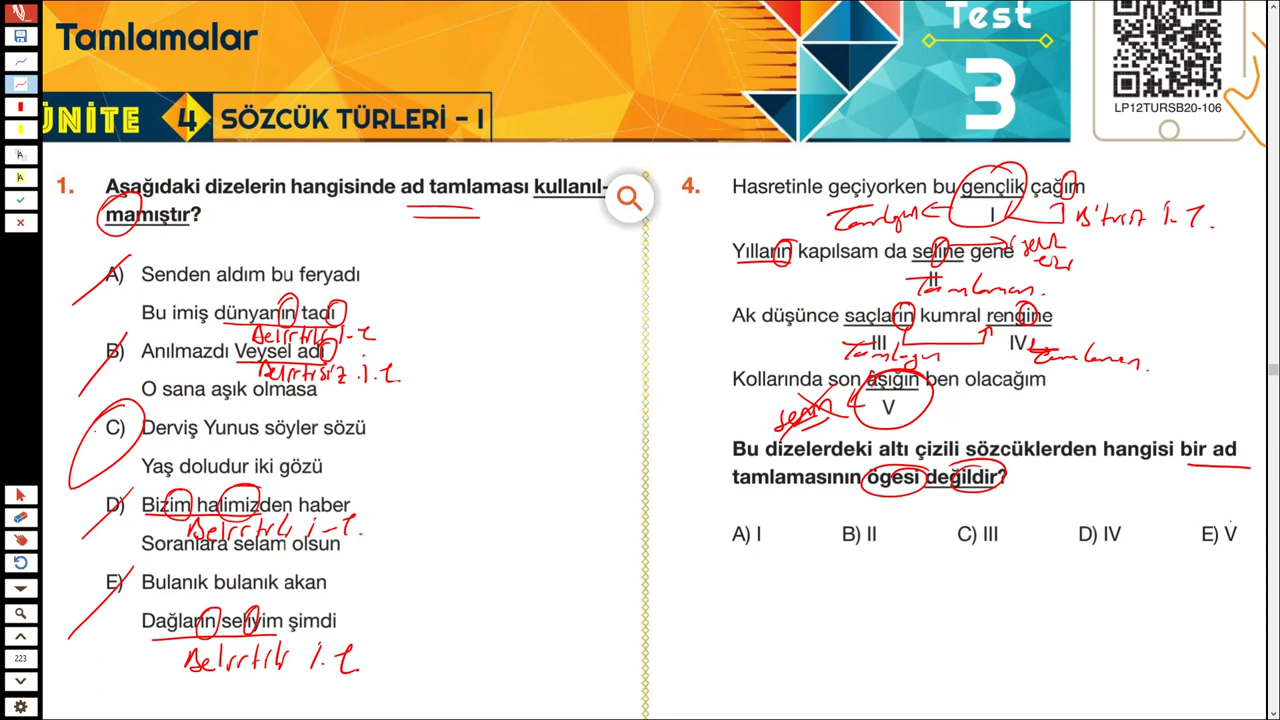 Tamlamalar
Test
3
LP12TURSB20-106
ÜNİTE 4 SÖZCÜK TÜRLERİ – I
1. Aşağıdaki dizelerin hangisinde ad tamlaması kullanıl-
mamıştır?
A) Senden aldım bu feryadı
Bu imiş dünyanın tadı
Belirtili i-t
B) Anılmazdı Veysel adı
Belirtisiz i.t
O sana aşık olmasa
C) Derviş Yunus söyler sözü
Yaş doludur iki gözü
D) Bizim halimizden haber
Belirtili i-t.
Soranlara selam olsun
E) Bulanık bulanık akan
Dağların seliyim şimdi
Belirtili i.t
4. Hasretinle geçiyorken bu gençlik çağım
I
Tamlayan
B'tisiz i-T.
Yılların kapılsam da seline gene
II
Tamlanan.
Ak düşünce saçların kumral rengine
III IV
Tamlayan
Tamlanan.
Kollarında son âşığın ben olacağım
V
senin
Bu dizelerdeki altı çizili sözcüklerden hangisi bir ad
tamlamasının ögesi değildir?
A) I B) II C) III D) IV E) V
223